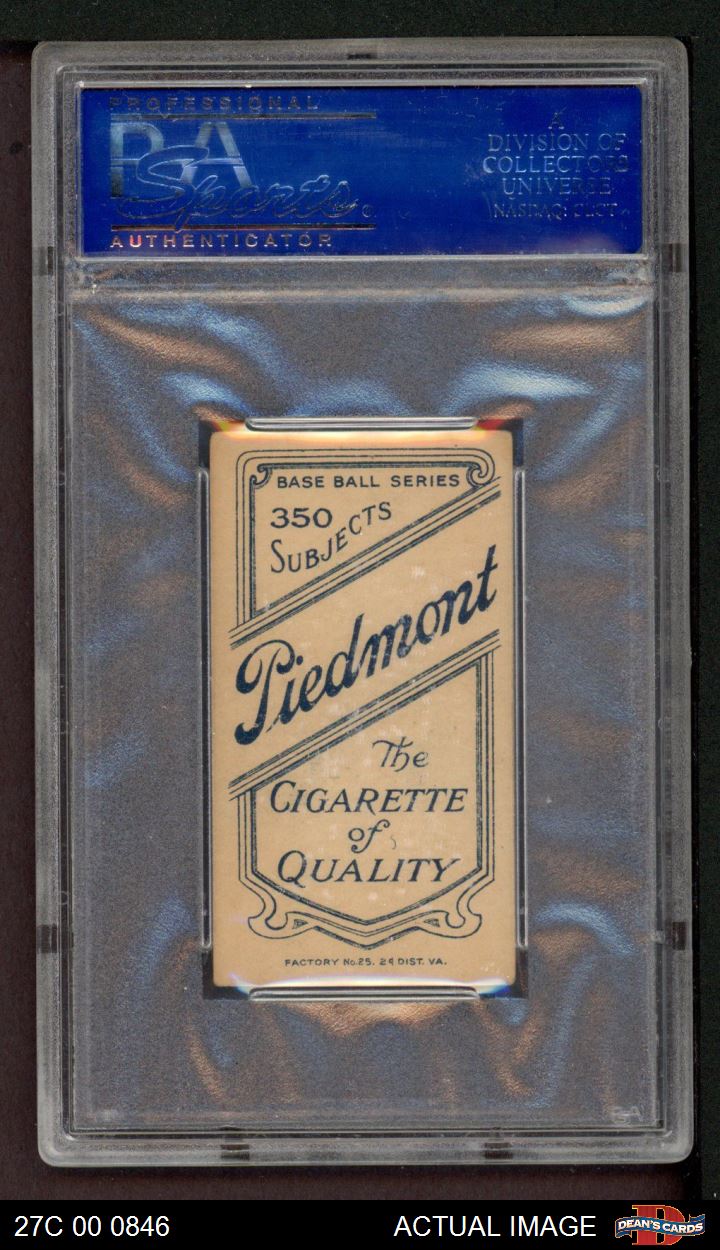 PROFESSIONAL
PSA
Sports
AUTHENTICATOR
A
DIVISION OF
COLLECTORS
UNIVERSE
NASDAQ: CLCT
BASE BALL SERIES
350
SUBJECTS
Piedmont
The
CIGARETTE
of
QUALITY
FACTORY No. 25. 2d DIST. VA.
27C 00 0846
ACTUAL IMAGE
D
DEAN'S CARDS